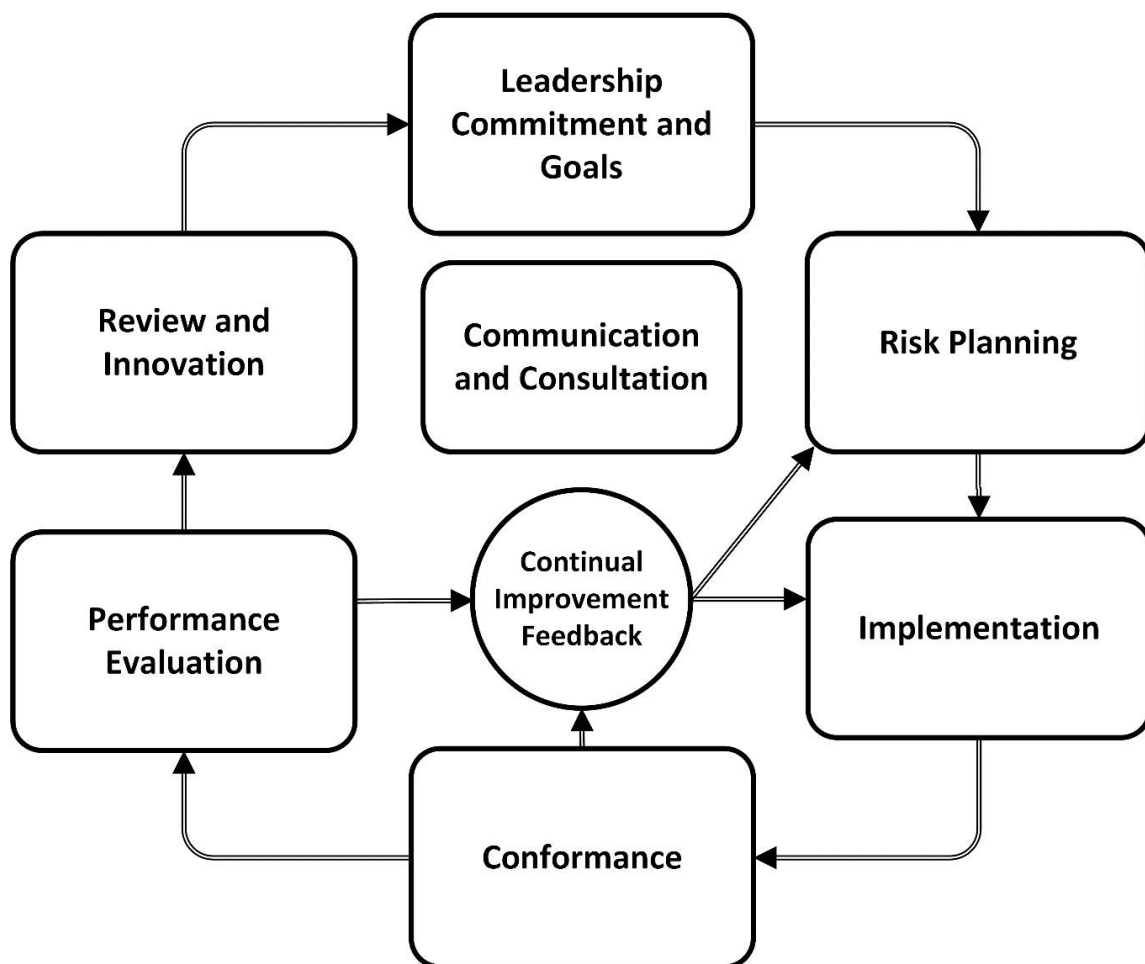 Leadership
Commitment and
Goals
Review and
Innovation
Communication
and Consultation
Risk Planning
Continual
Improvement
Feedback
Performance
Evaluation
Implementation
Conformance